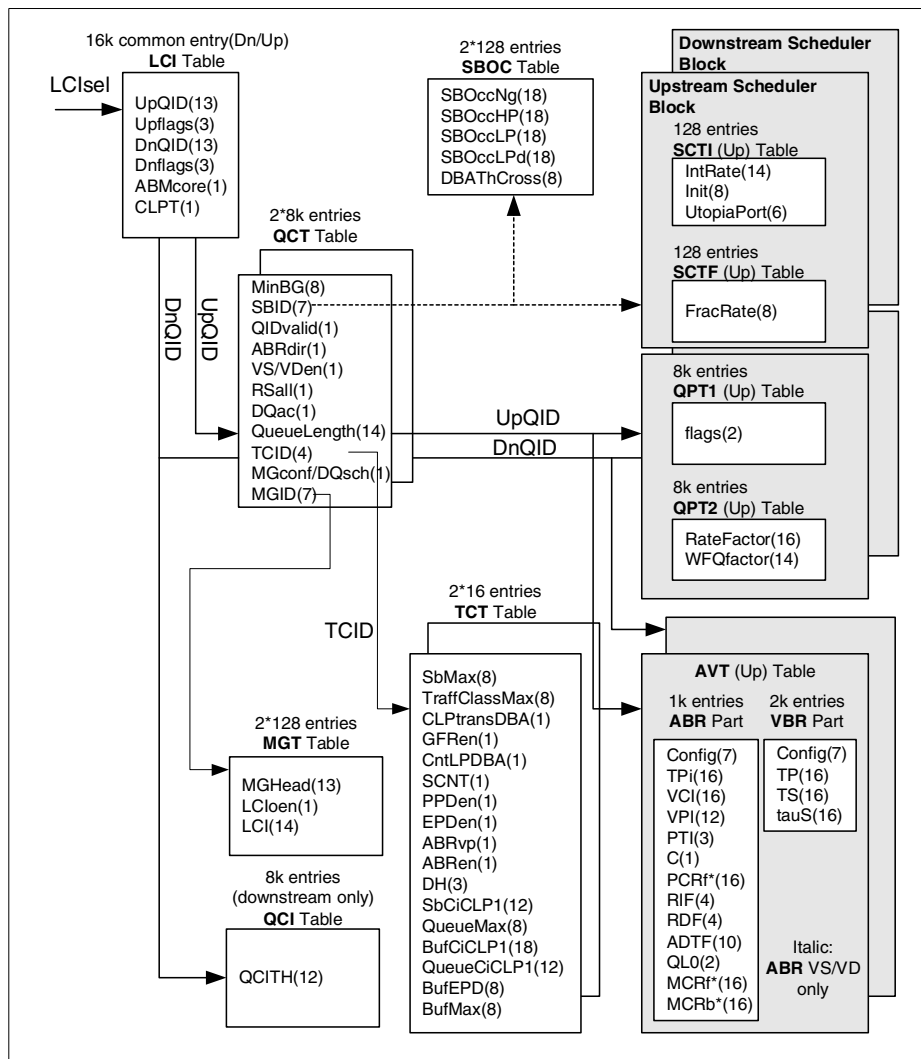 16k common entry(Dn/Up)
LCI Table
LCIsel
UpQID(13)
Upflags(3)
DnQID(13)
Dnflags(3)
ABMcore(1)
CLPT(1)
2*128 entries
SBOC Table
SBOccNg(18)
SBOccHP(18)
SBOccLP(18)
SBOccLPd(18)
DBAThCross(8)
Downstream Scheduler
Block
Upstream Scheduler
Block
128 entries
SCTI (Up) Table
IntRate(14)
Init(8)
UtopiaPort(6)
128 entries
SCTF (Up) Table
FracRate(8)
2*8k entries
QCT Table
MinBG(8)
SBID(7)
QIDvalid(1)
ABRdir(1)
VS/VDen(1)
RSall(1)
DQac(1)
QueueLength(14)
TCID(4)
MGconf/DQsch(1)
MGID(7)
DnQID
UpQID
UpQID
DnQID
8k entries
QPT1 (Up) Table
flags(2)
8k entries
QPT2 (Up) Table
RateFactor(16)
WFQfactor(14)
TCID
2*16 entries
TCT Table
SbMax(8)
TraffClassMax(8)
CLPtransDBA(1)
GFRen(1)
CntLPDBA(1)
SCNT(1)
PPDen(1)
EPDen(1)
ABRvp(1)
ABRen(1)
DH(3)
SbCiCLP1(12)
QueueMax(8)
BufCiCLP1(18)
QueueCiCLP1(12)
BufEPD(8)
BufMax(8)
2*128 entries
MGT Table
MGHead(13)
LCIoen(1)
LCI(14)
8k entries
(downstream only)
QCI Table
QCITH(12)
AVT (Up) Table
1k entries
ABR Part
Config(7)
TPi(16)
VCI(16)
VPI(12)
PTI(3)
C(1)
PCRf*(16)
RIF(4)
RDF(4)
ADTF(10)
QL0(2)
MCRf*(16)
MCRb*(16)
2k entries
VBR Part
Config(7)
TP(16)
TS(16)
tauS(16)
Italic:
ABR VS/VD
only